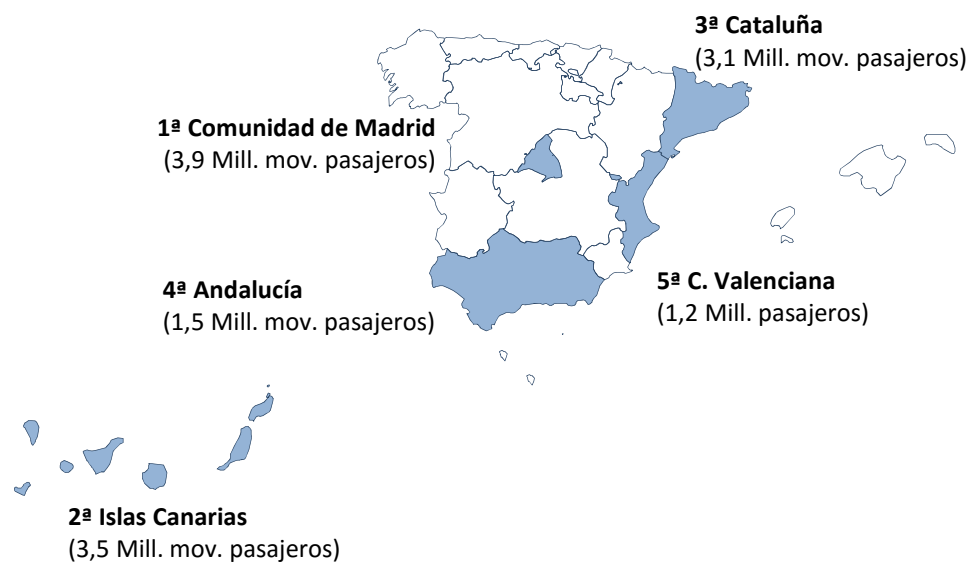 3ª Cataluña
(3,1 Mill. mov. pasajeros)
1ª Comunidad de Madrid
(3,9 Mill. mov. pasajeros)
4ª Andalucía
(1,5 Mill. mov. pasajeros)
5ª C. Valenciana
(1,2 Mill. pasajeros)
2ª Islas Canarias
(3,5 Mill. mov. pasajeros)